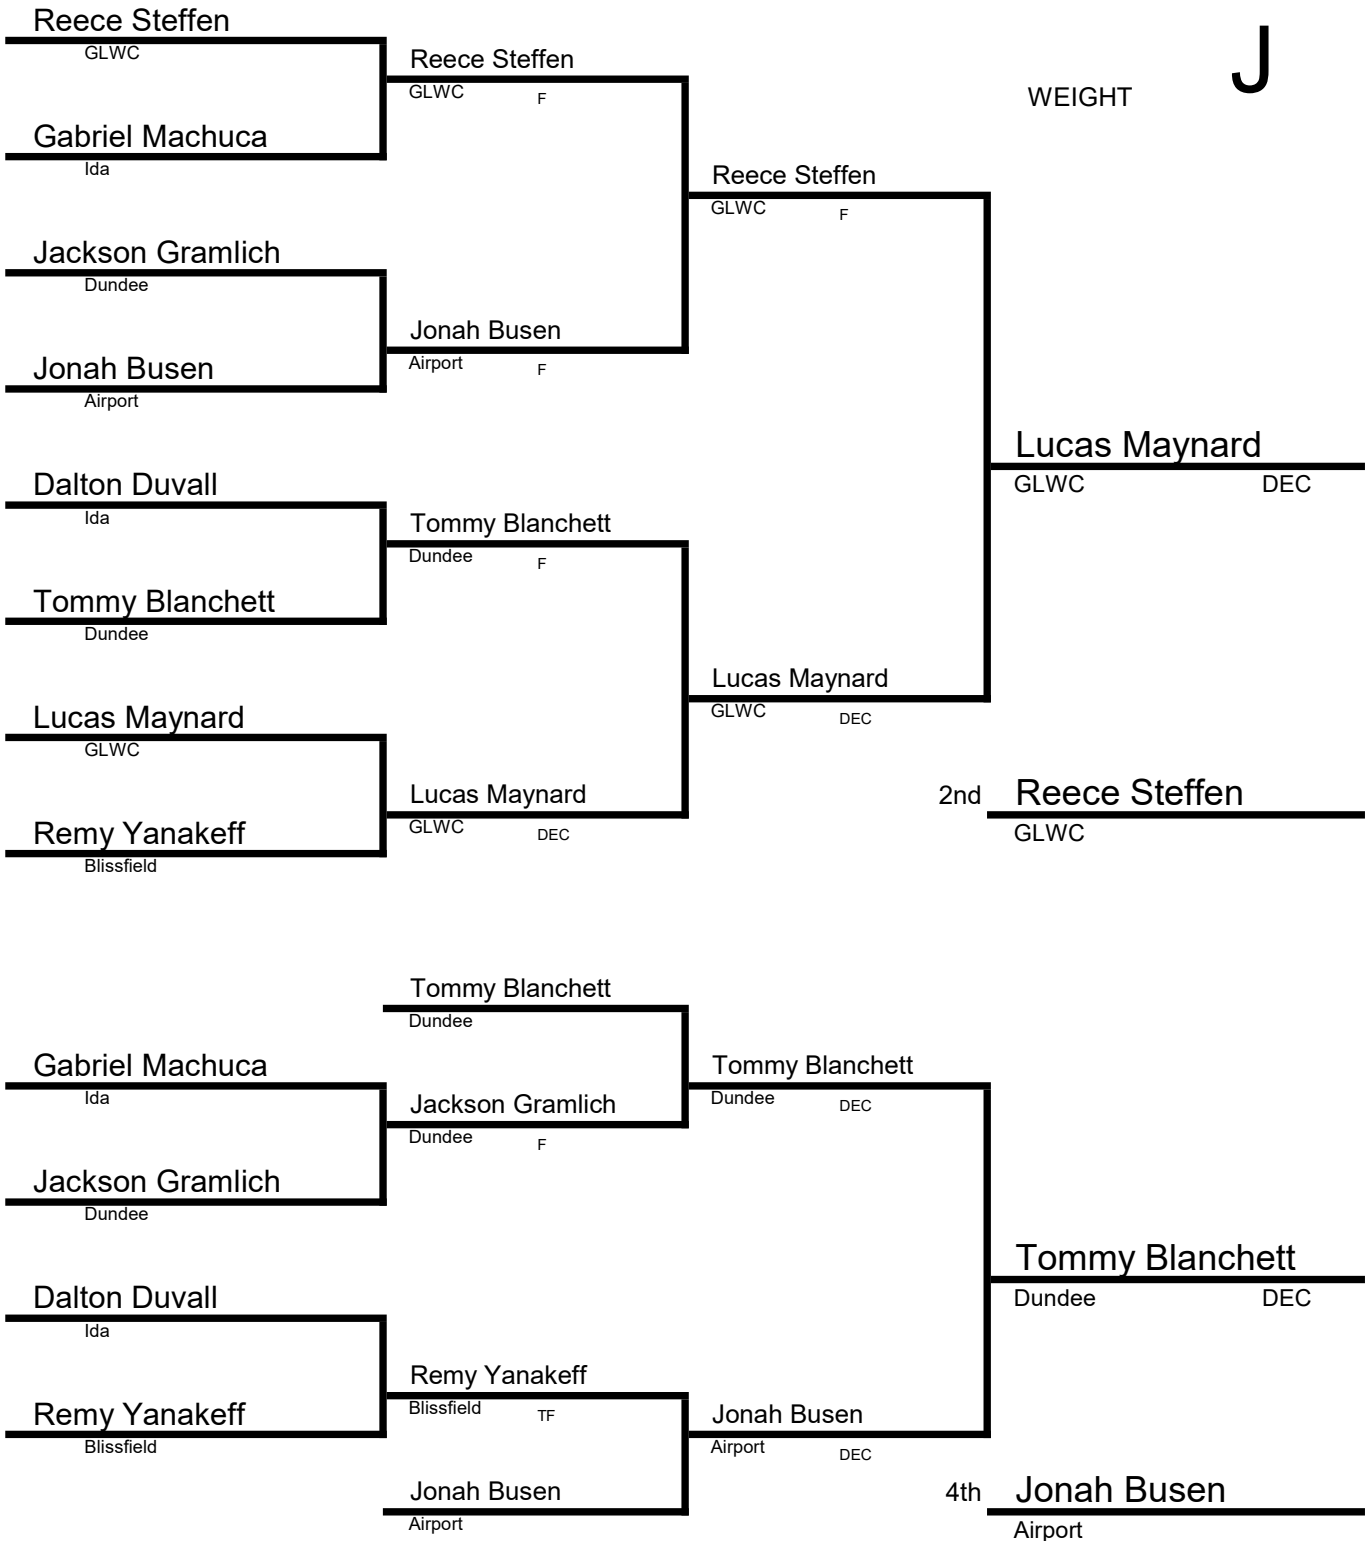 Reece Steffen
GLWC
Reece Steffen
GLWC F
J
WEIGHT
Gabriel Machuca
Ida
Reece Steffen
GLWC F
Jackson Gramlich
Dundee
Jonah Busen
Airport F
Jonah Busen
Airport
Lucas Maynard
GLWC DEC
Dalton Duvall
Ida
Tommy Blanchett
Dundee F
Tommy Blanchett
Dundee
Lucas Maynard
GLWC DEC
Lucas Maynard
GLWC
Lucas Maynard
GLWC DEC
2nd Reece Steffen
GLWC
Remy Yanakeff
Blissfield
Tommy Blanchett
Dundee
Gabriel Machuca
Ida
Tommy Blanchett
Dundee DEC
Jackson Gramlich
Dundee F
Jackson Gramlich
Dundee
Tommy Blanchett
Dundee DEC
Dalton Duvall
Ida
Remy Yanakeff
Blissfield TF
Remy Yanakeff
Blissfield
Jonah Busen
Airport DEC
Jonah Busen
Airport
4th Jonah Busen
Airport